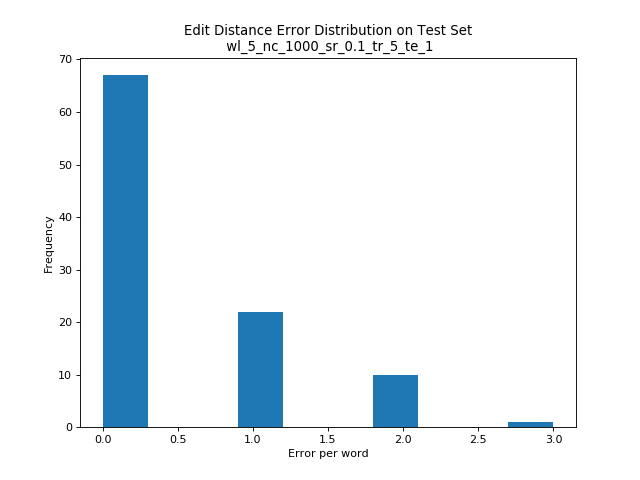 Edit Distance Error Distribution on Test Set
wl_5_nc_1000_sr_0.1_tr_5_te_1
70
60
50
40
30
20
10
0
Frequency
0.0 0.5 1.0 1.5 2.0 2.5 3.0
Error per word